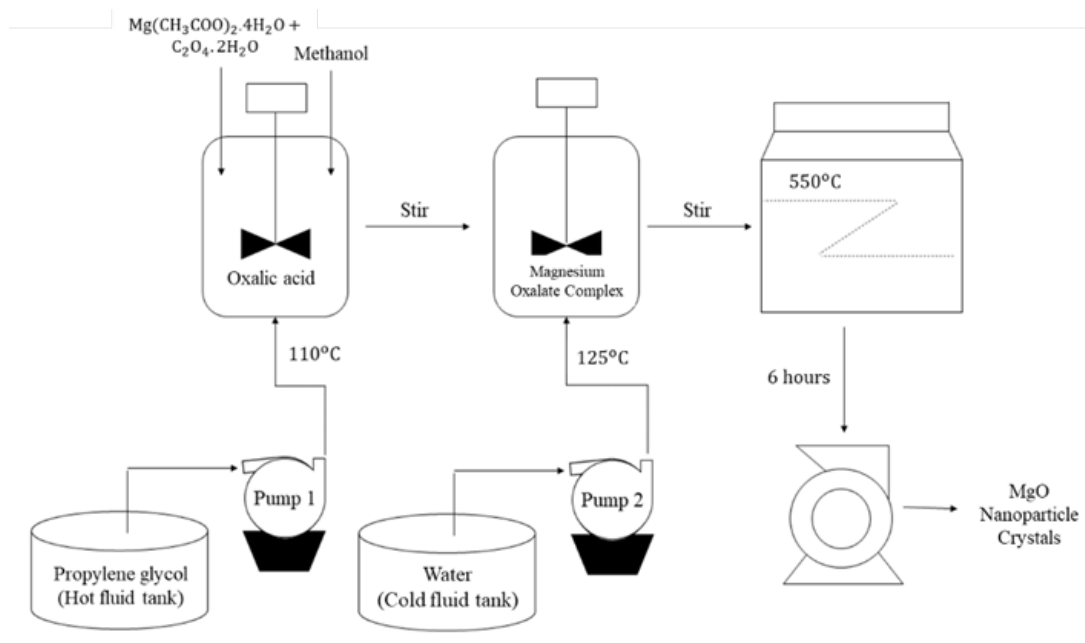 Mg(CH₃COO)₂.4H₂O +
C₂O₄.2H₂O
Methanol
Oxalic acid
Stir
Magnesium
Oxalate Complex
Stir
550°C
110°C
125°C
6 hours
Pump 1
Pump 2
Propylene glycol
(Hot fluid tank)
Water
(Cold fluid tank)
MgO
Nanoparticle
Crystals